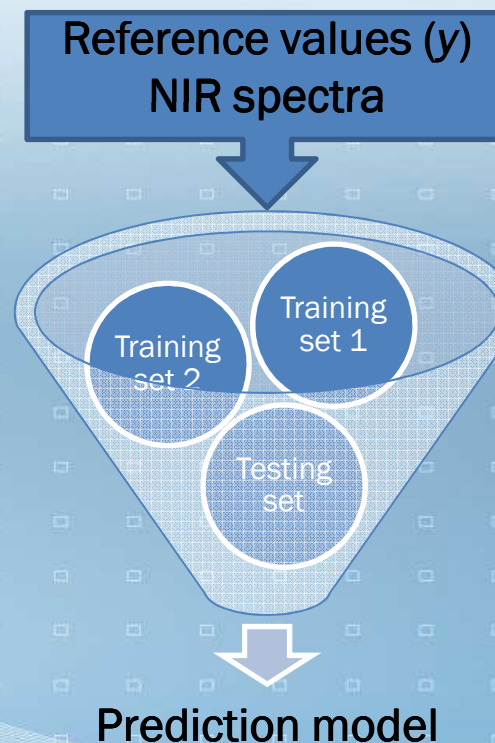 Reference values (y)
NIR spectra
Training
set 1
Training
set 2
Testing
set
Prediction model